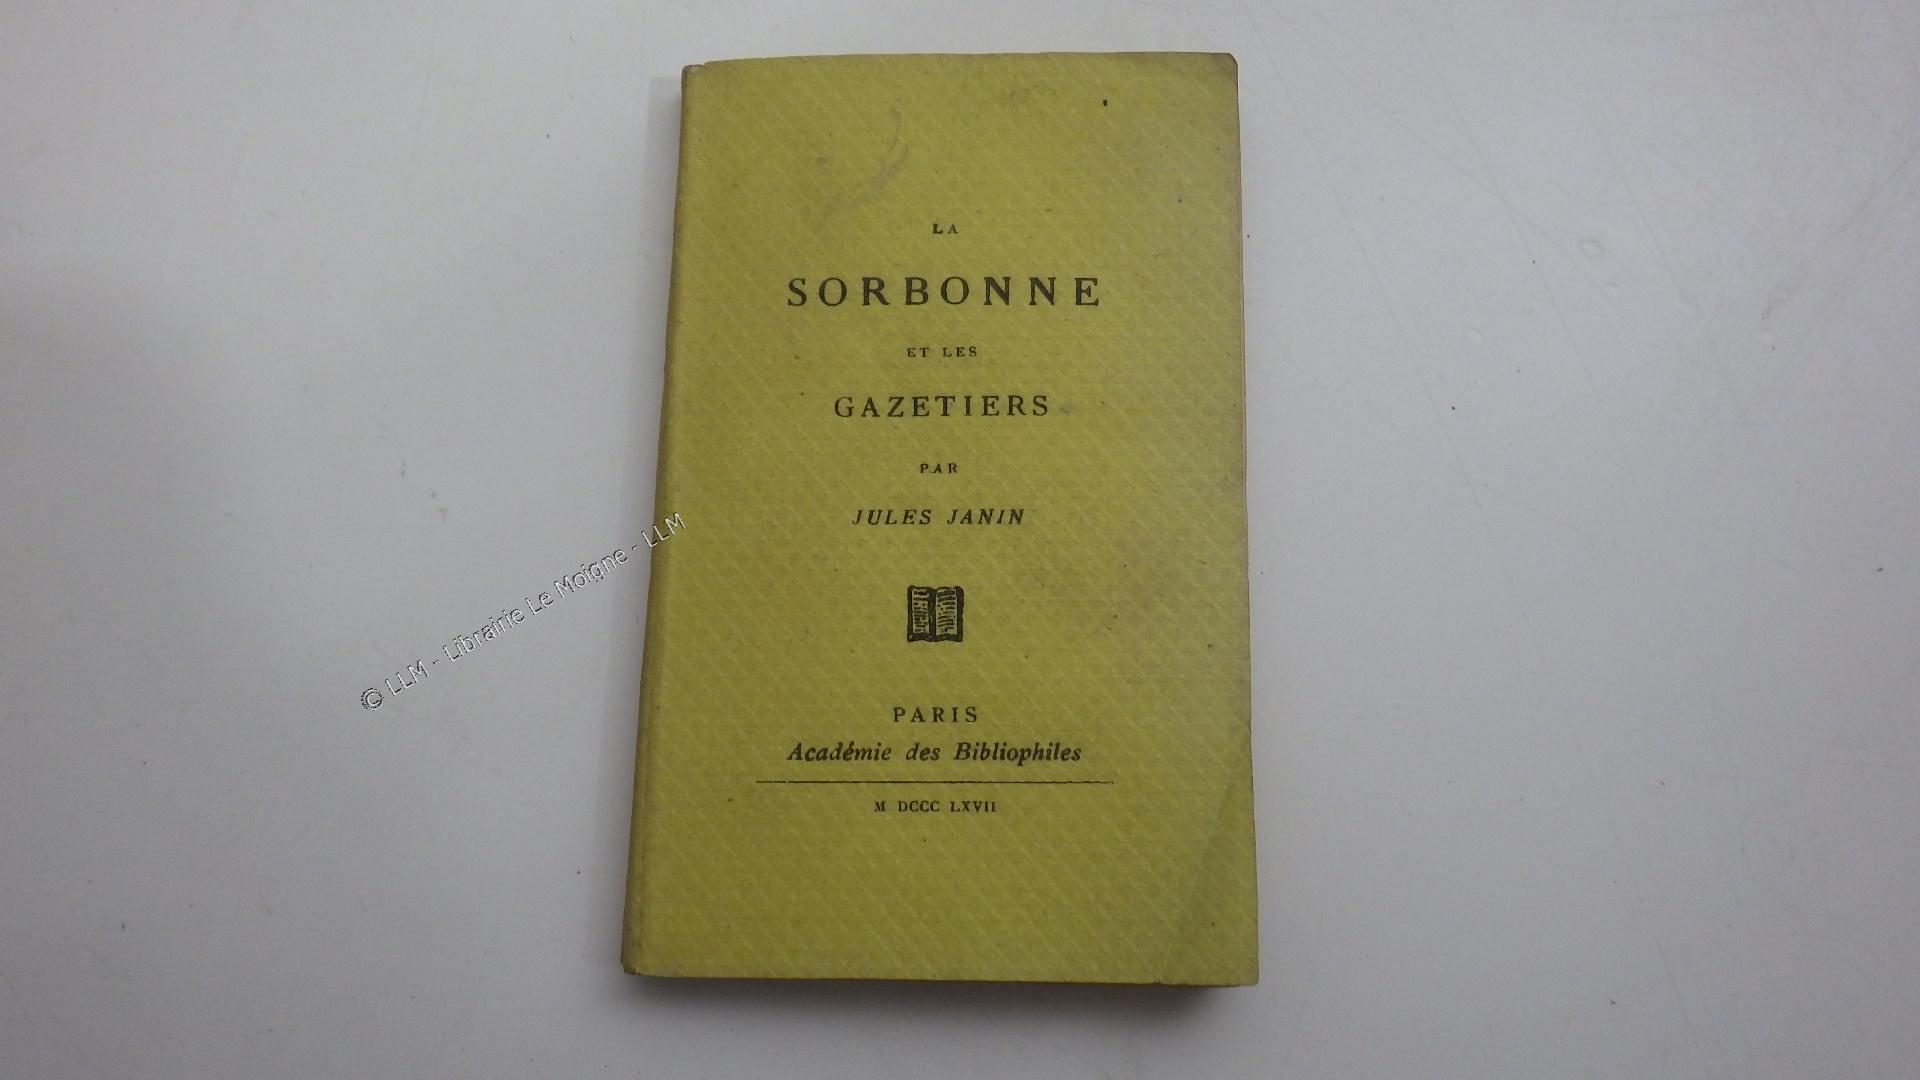 LA
SORBONNE
ET LES
GAZETIERS
PAR
JULES JANIN
PARIS
Académie des Bibliophiles
M DCCC LXVII
© LLM - Librairie Le Moigne - LLM